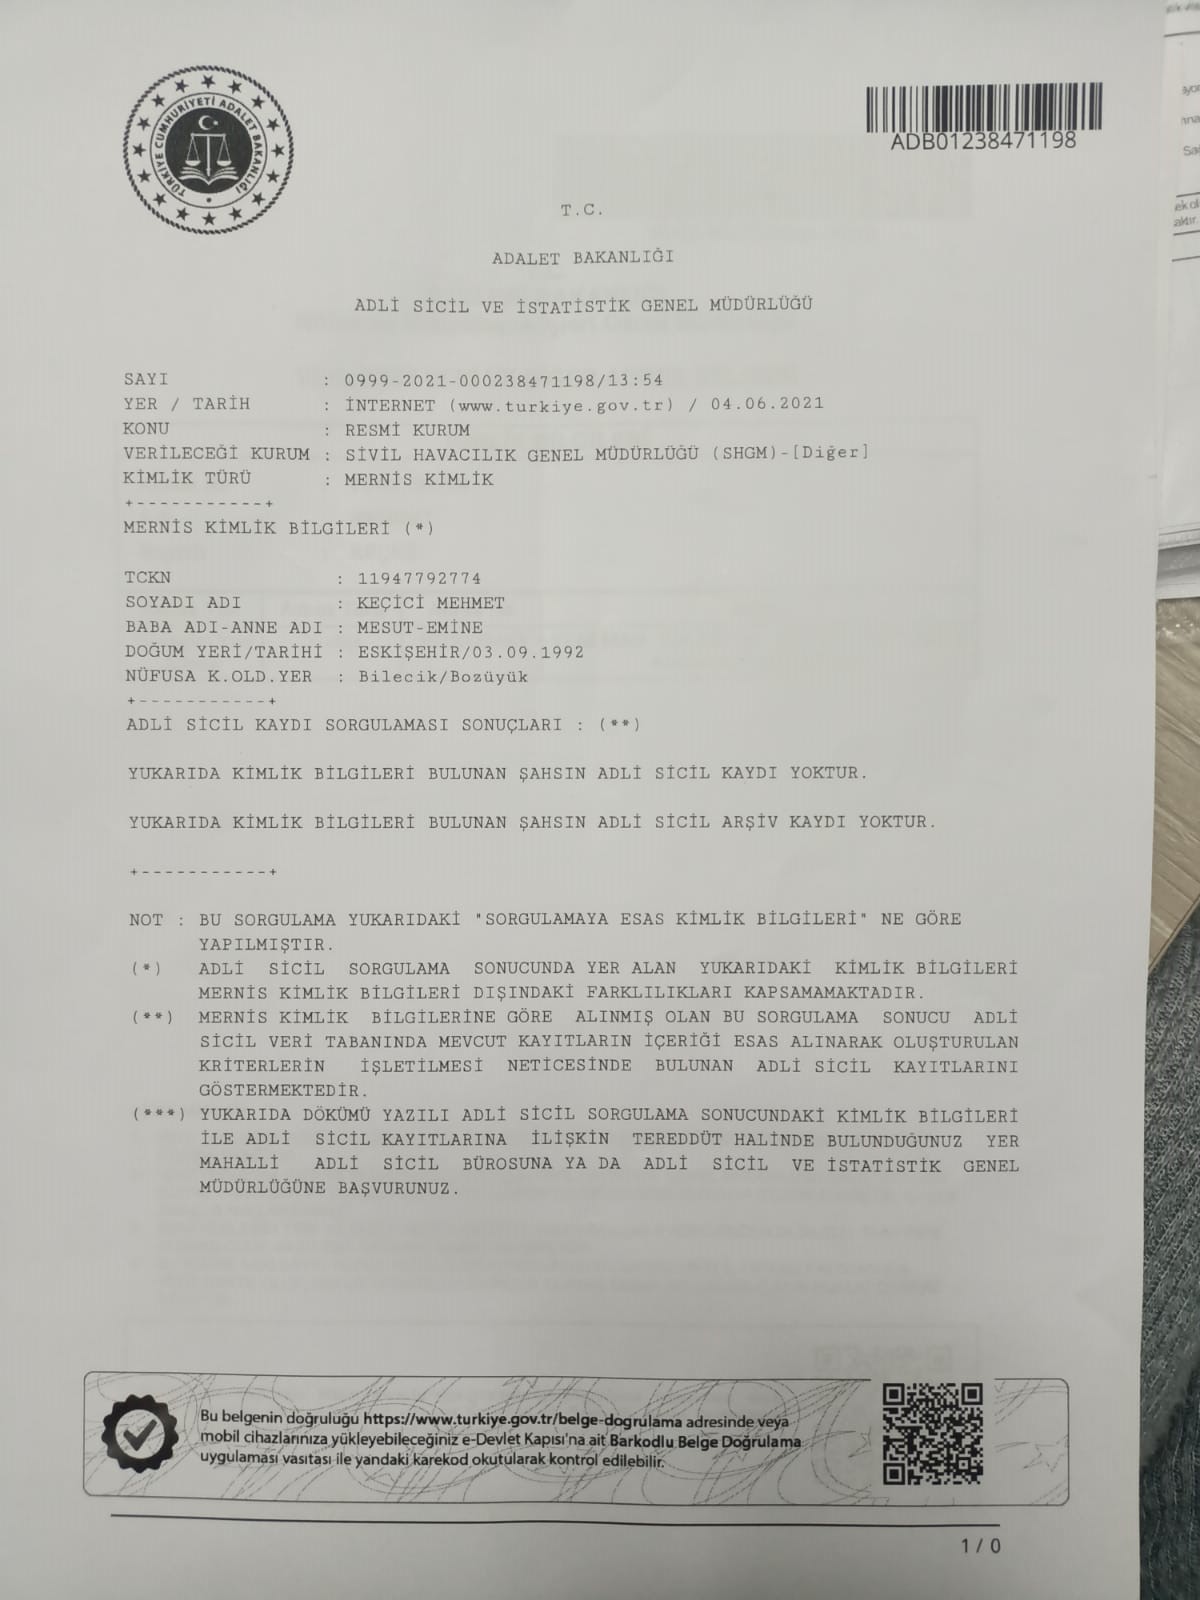 TÜRKİYE CUMHURİYETİ ADALET BAKANLIĞI
ADB01238471198
T.C.
ADALET BAKANLIĞI
ADLİ SİCİL VE İSTATİSTİK GENEL MÜDÜRLÜĞÜ
SAYI : 0999-2021-000238471198/13:54
YER / TARİH : İNTERNET (www.turkiye.gov.tr) / 04.06.2021
KONU : RESMİ KURUM
VERİLECEĞİ KURUM : SİVİL HAVACILIK GENEL MÜDÜRLÜĞÜ (SHGM)-[Diğer]
KİMLİK TÜRÜ : MERNİS KİMLİK
+-----------+
MERNİS KİMLİK BİLGİLERİ (*)
TCKN : 11947792774
SOYADI ADI : KEÇİCİ MEHMET
BABA ADI-ANNE ADI : MESUT-EMİNE
DOĞUM YERİ/TARİHİ : ESKİŞEHİR/03.09.1992
NÜFUSA K.OLD.YER : Bilecik/Bozüyük
+-----------+
ADLİ SİCİL KAYDI SORGULAMASI SONUÇLARI : (**)
YUKARIDA KİMLİK BİLGİLERİ BULUNAN ŞAHSIN ADLİ SİCİL KAYDI YOKTUR.
YUKARIDA KİMLİK BİLGİLERİ BULUNAN ŞAHSIN ADLİ SİCİL ARŞİV KAYDI YOKTUR.
+-----------+
NOT : BU SORGULAMA YUKARIDAKİ "SORGULAMAYA ESAS KİMLİK BİLGİLERİ" NE GÖRE
YAPILMIŞTIR.
(*) ADLİ SİCİL SORGULAMA SONUCUNDA YER ALAN YUKARIDAKİ KİMLİK BİLGİLERİ
MERNİS KİMLİK BİLGİLERİ DIŞINDAKİ FARKLILIKLARI KAPSAMAMAKTADIR.
(**) MERNİS KİMLİK BİLGİLERİNE GÖRE ALINMIŞ OLAN BU SORGULAMA SONUCU ADLİ
SİCİL VERİ TABANINDA MEVCUT KAYITLARIN İÇERİĞİ ESAS ALINARAK OLUŞTURULAN
KRİTERLERİN İŞLETİLMESİ NETİCESİNDE BULUNAN ADLİ SİCİL KAYITLARINI
GÖSTERMEKTEDİR.
(***) YUKARIDA DÖKÜMÜ YAZILI ADLİ SİCİL SORGULAMA SONUCUNDAKİ KİMLİK BİLGİLERİ
İLE ADLİ SİCİL KAYITLARINA İLİŞKİN TEREDDÜT HALİNDE BULUNDUĞUNUZ YER
MAHALLİ ADLİ SİCİL BÜROSUNA YA DA ADLİ SİCİL VE İSTATİSTİK GENEL
MÜDÜRLÜĞÜNE BAŞVURUNUZ.
Bu belgenin doğruluğu https://www.turkiye.gov.tr/belge-dogrulama adresinde veya
mobil cihazlarınıza yükleyebileceğiniz e-Devlet Kapısı'na ait Barkodlu Belge Doğrulama
uygulaması vasıtası ile yandaki karekod okutularak kontrol edilebilir.
1 / 0